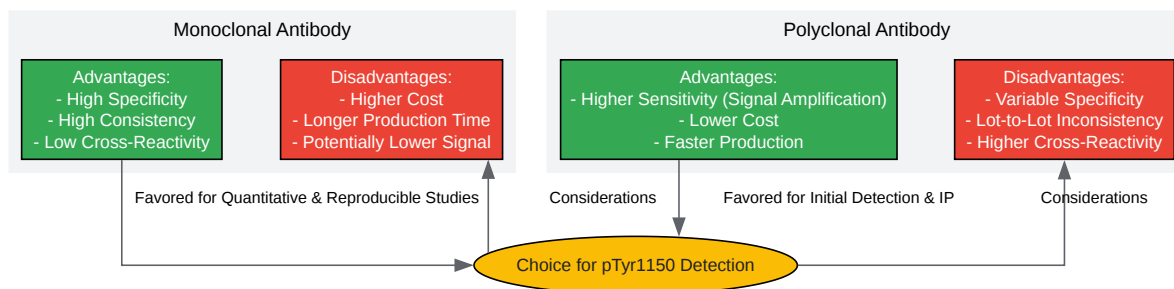 Monoclonal Antibody
Advantages:
- High Specificity
- High Consistency
- Low Cross-Reactivity
Disadvantages:
- Higher Cost
- Longer Production Time
- Potentially Lower Signal
Polyclonal Antibody
Advantages:
- Higher Sensitivity (Signal Amplification)
- Lower Cost
- Faster Production
Disadvantages:
- Variable Specificity
- Lot-to-Lot Inconsistency
- Higher Cross-Reactivity
Favored for Quantitative & Reproducible Studies
Considerations
Favored for Initial Detection & IP
Considerations
Choice for pTyr1150 Detection